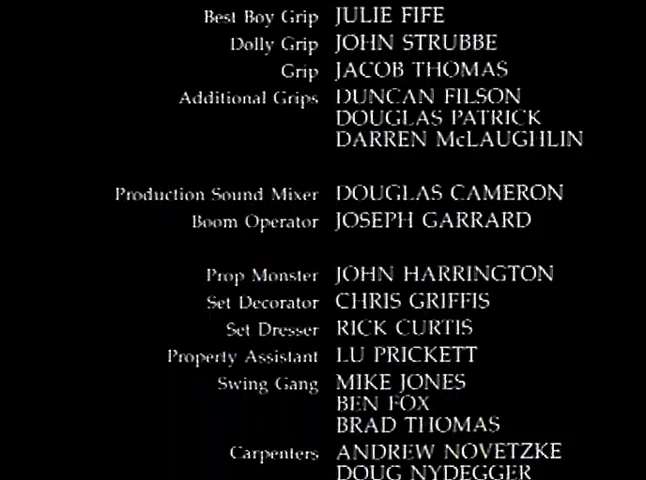 Best Boy Grip JULIE FIFE
Dolly Grip JOHN STRUBBE
Grip JACOB THOMAS
Additional Grips DUNCAN FILSON
DOUGLAS PATRICK
DARREN McLAUGHLIN
Production Sound Mixer DOUGLAS CAMERON
Boom Operator JOSEPH GARRARD
Prop Monster JOHN HARRINGTON
Set Decorator CHRIS GRIFFIS
Set Dresser RICK CURTIS
Property Assistant LU PRICKETT
Swing Gang MIKE JONES
BEN FOX
BRAD THOMAS
Carpenters ANDREW NOVETZKE
DOUG NYDEGGER